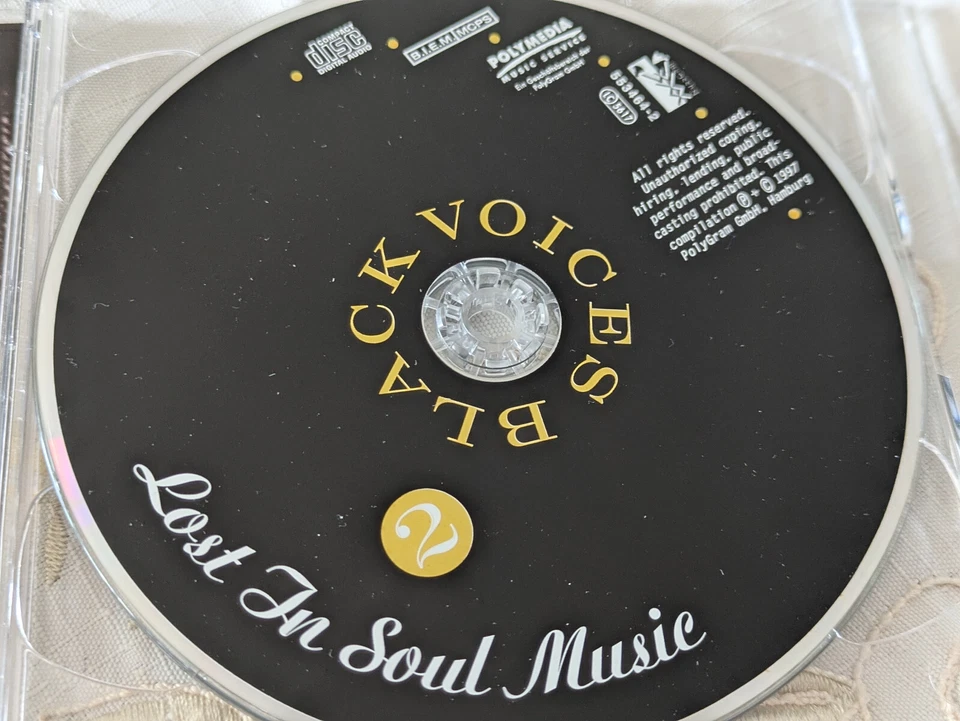 COMPACT
disc
DIGITAL AUDIO
B.I.E.M. MCPS
POLYMEDIA
MUSIC SERVICE
Ein Geschäftsbereich der
PolyGram GmbH
553464-2
LC 5617
All rights reserved.
Unauthorized copying,
hiring, lending, public
performance and broad-
casting prohibited. This
compilation ℗ + © 1997
PolyGram GmbH, Hamburg
BLACK VOICES
2
Lost In Soul Music